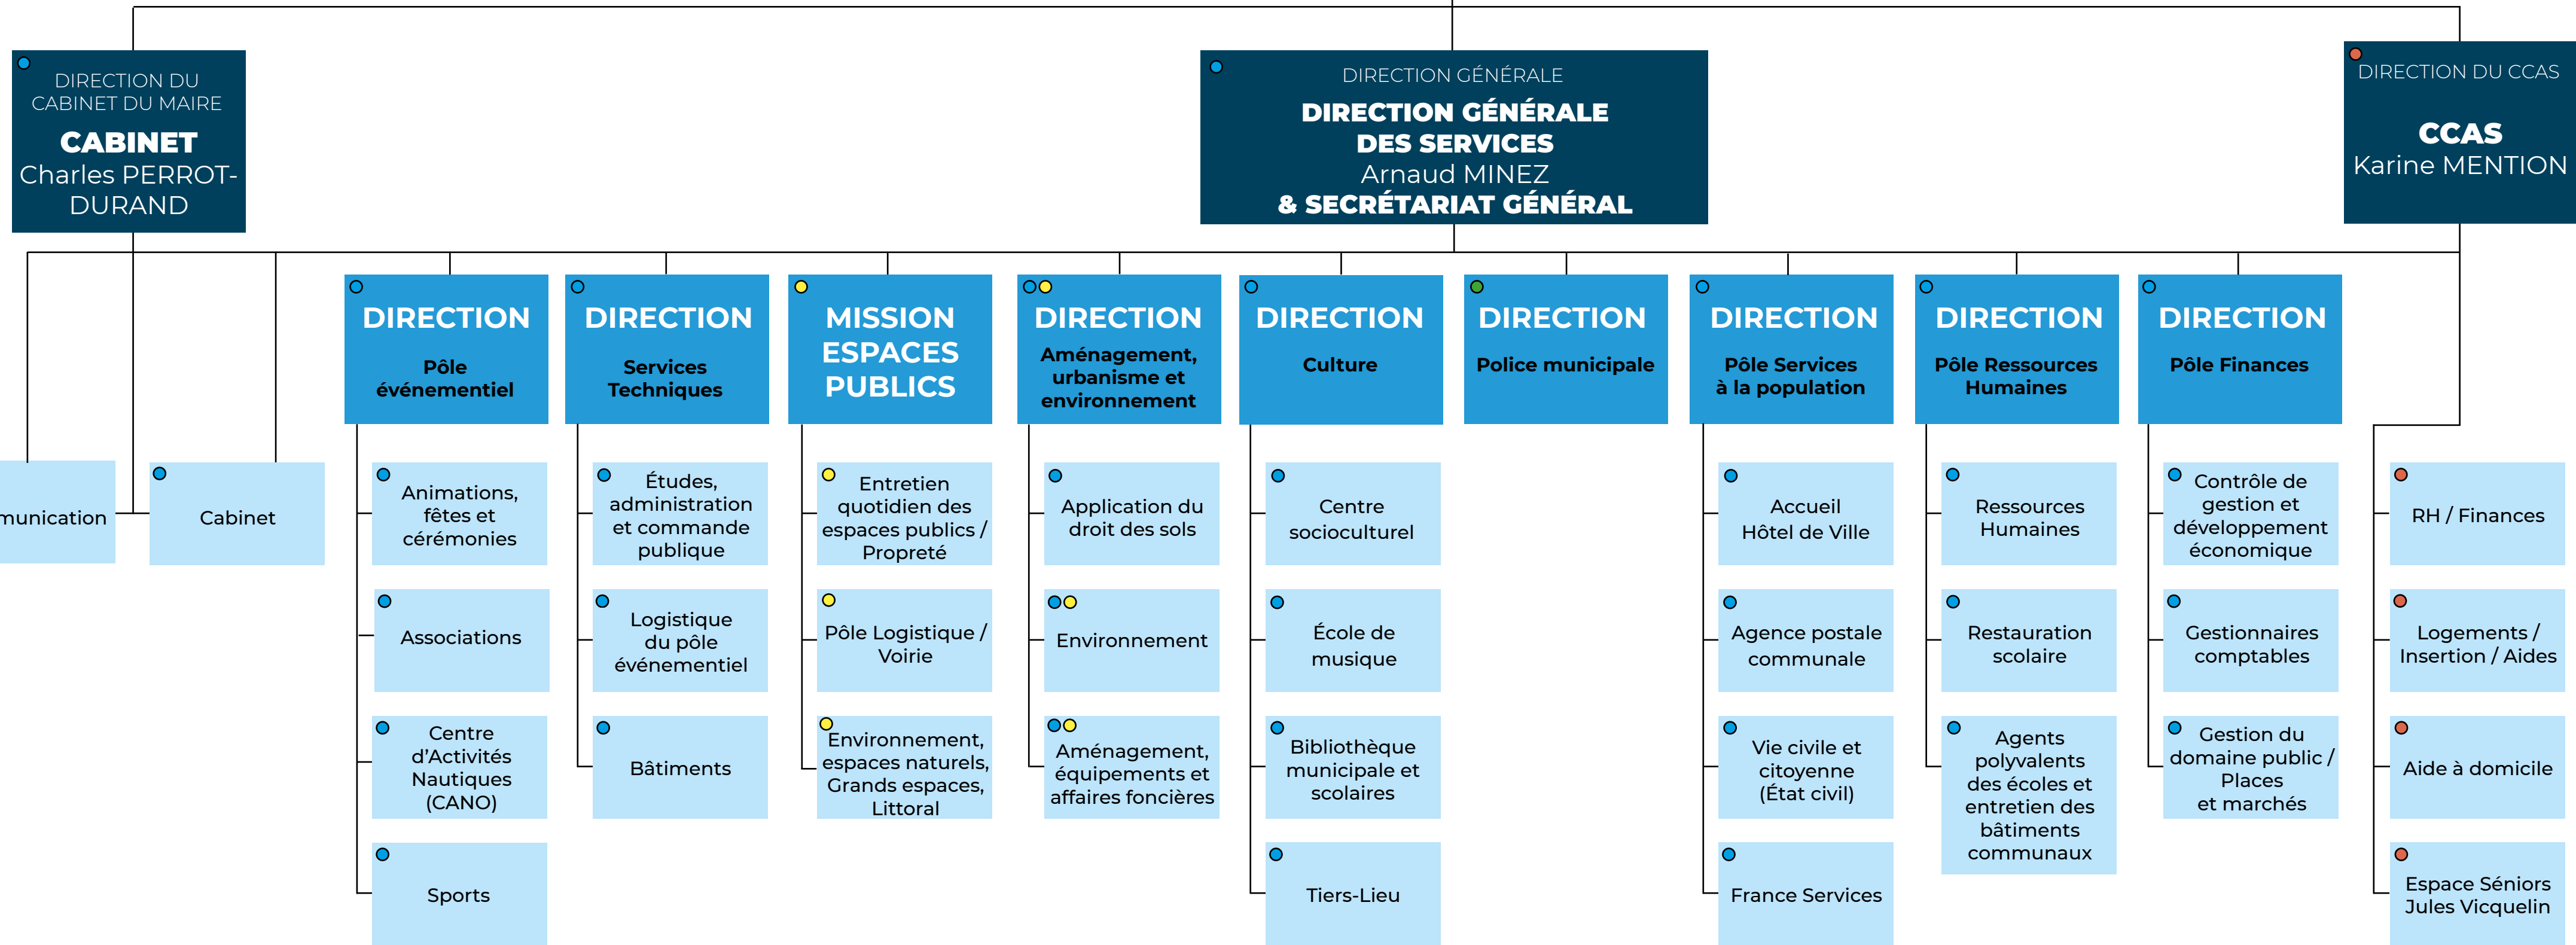 DIRECTION DU
CABINET DU MAIRE
CABINET
Charles PERROT-
DURAND
DIRECTION GÉNÉRALE
DIRECTION GÉNÉRALE
DES SERVICES
Arnaud MINEZ
& SECRÉTARIAT GÉNÉRAL
DIRECTION DU CCAS
CCAS
Karine MENTION
munication
Cabinet
DIRECTION
Pôle
événementiel
Animations,
fêtes et
cérémonies
Associations
Centre
d’Activités
Nautiques
(CANO)
Sports
DIRECTION
Services
Techniques
Études,
administration
et commande
publique
Logistique
du pôle
événementiel
Bâtiments
MISSION
ESPACES
PUBLICS
Entretien
quotidien des
espaces publics /
Propreté
Pôle Logistique /
Voirie
Environnement,
espaces naturels,
Grands espaces,
Littoral
DIRECTION
Aménagement,
urbanisme et
environnement
Application du
droit des sols
Environnement
Aménagement,
équipements et
affaires foncières
DIRECTION
Culture
Centre
socioculturel
École de
musique
Bibliothèque
municipale et
scolaires
Tiers-Lieu
DIRECTION
Police municipale
DIRECTION
Pôle Services
à la population
Accueil
Hôtel de Ville
Agence postale
communale
Vie civile et
citoyenne
(État civil)
France Services
DIRECTION
Pôle Ressources
Humaines
Ressources
Humaines
Restauration
scolaire
Agents
polyvalents
des écoles et
entretien des
bâtiments
communaux
DIRECTION
Pôle Finances
Contrôle de
gestion et
développement
économique
Gestionnaires
comptables
Gestion du
domaine public /
Places
et marchés
RH / Finances
Logements /
Insertion / Aides
Aide à domicile
Espace Séniors
Jules Vicquelin